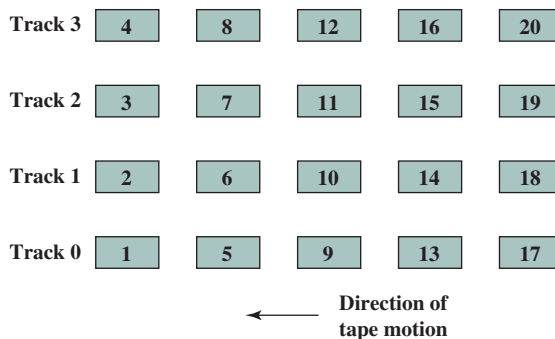 Track 3 4 8 12 16 20
Track 2 3 7 11 15 19
Track 1 2 6 10 14 18
Track 0 1 5 9 13 17
Direction of
tape motion